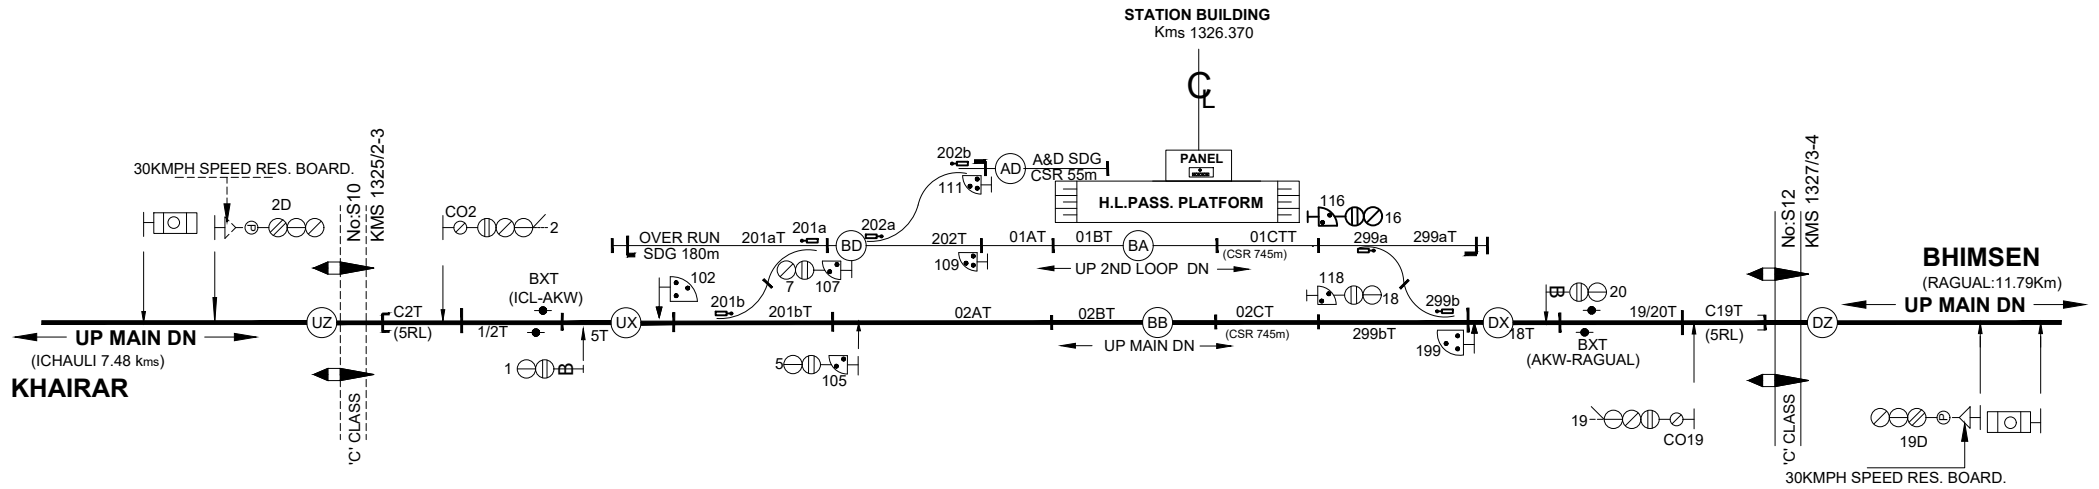 STATION BUILDING
Kms 1326.370
CL
PANEL
H.L.PASS. PLATFORM
30KMPH SPEED RES. BOARD.
2D
P
No:S10
KMS 1325/2-3
'C' CLASS
CO2
2
BXT
(ICL-AKW)
UZ
C2T
(5RL)
1/2T
5T
1
B
UX
UP MAIN DN
(ICHAULI 7.48 kms)
KHAIRAR
OVER RUN
SDG 180m
201aT
201a
202a
BD
102
7
107
201b
201bT
202b
AD
A&D SDG
CSR 55m
111
202T
109
01AT
01BT
BA
01CTT
(CSR 745m)
UP 2ND LOOP DN
02AT
02BT
BB
02CT
(CSR 745m)
UP MAIN DN
5
105
116
16
299a
299aT
118
18
299b
299bT
199
DX
18T
B
20
BXT
(AKW-RAGUAL)
19/20T
C19T
(5RL)
19
CO19
No:S12
KMS 1327/3-4
'C' CLASS
DZ
BHIMSEN
(RAGUAL:11.79Km)
UP MAIN DN
P
19D
30KMPH SPEED RES. BOARD.